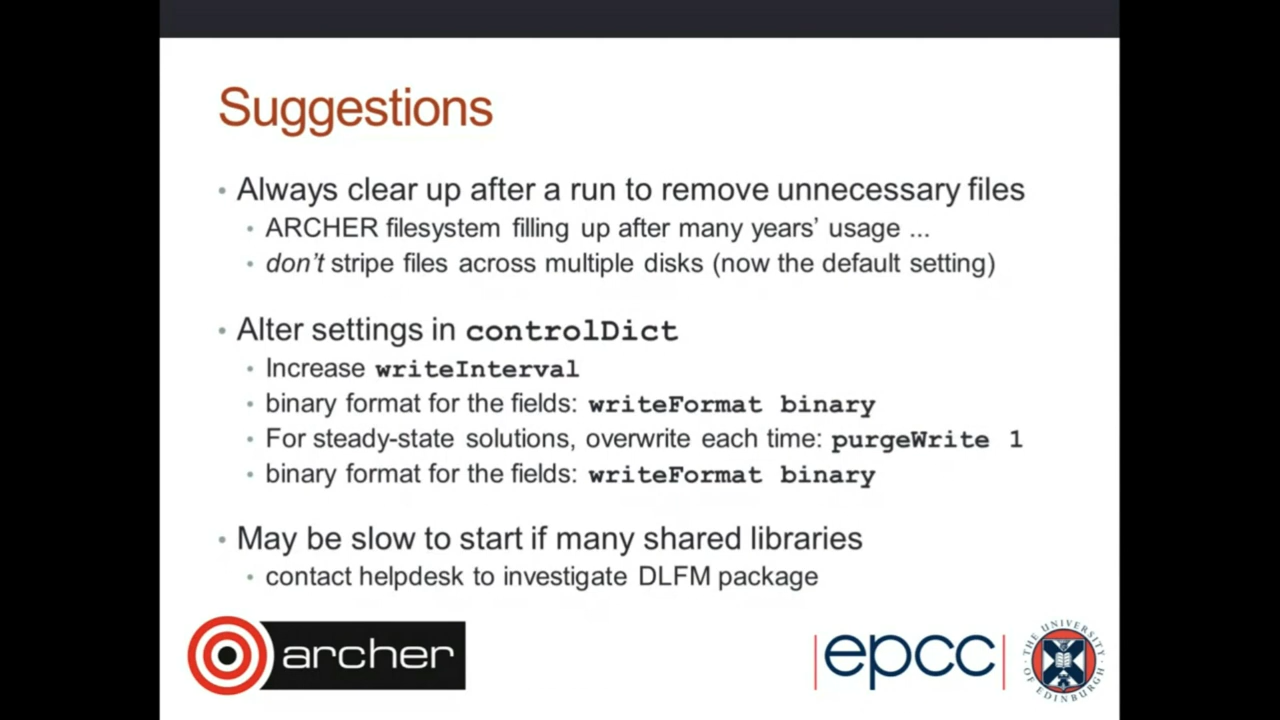 Suggestions
• Always clear up after a run to remove unnecessary files
• ARCHER filesystem filling up after many years’ usage ...
• don’t stripe files across multiple disks (now the default setting)
• Alter settings in controlDict
• Increase writeInterval
• binary format for the fields: writeFormat binary
• For steady-state solutions, overwrite each time: purgeWrite 1
• binary format for the fields: writeFormat binary
• May be slow to start if many shared libraries
• contact helpdesk to investigate DLFM package
archer
epcc
THE UNIVERSITY
OF EDINBURGH